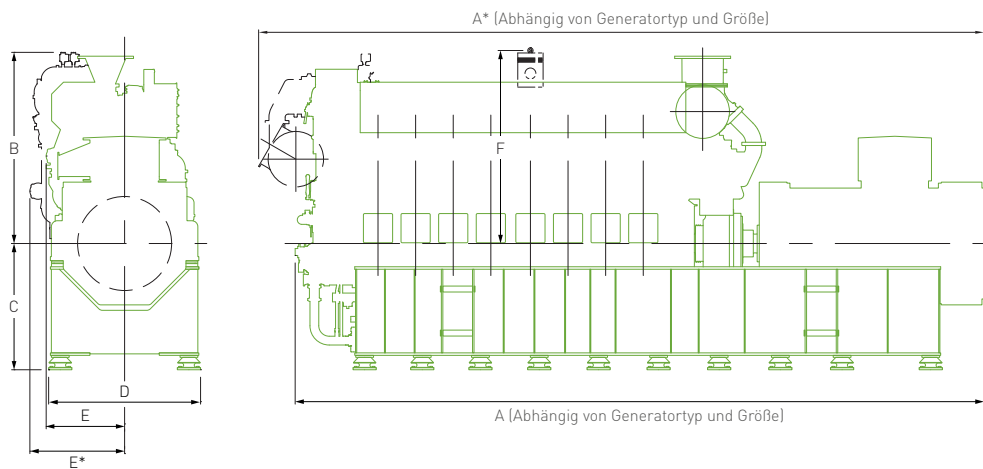 A* (Abhängig von Generatortyp und Größe)
B
F
C
D
E
A (Abhängig von Generatortyp und Größe)
E*